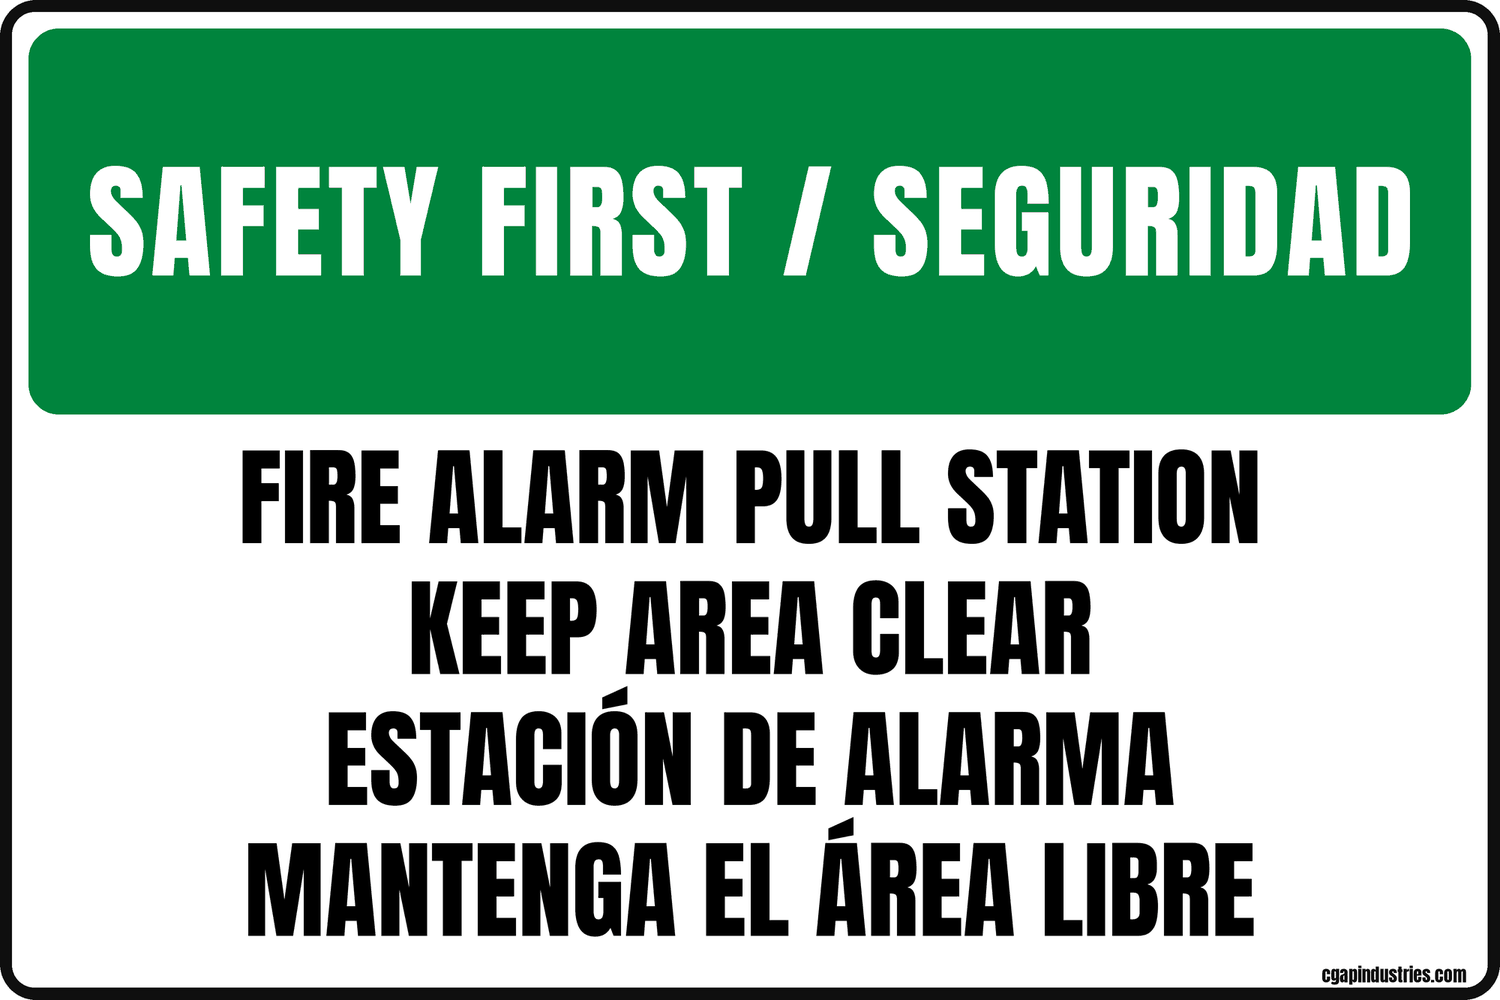 SAFETY FIRST / SEGURIDAD
FIRE ALARM PULL STATION
KEEP AREA CLEAR
ESTACIÓN DE ALARMA
MANTENGA EL ÁREA LIBRE
cgapindustries.com